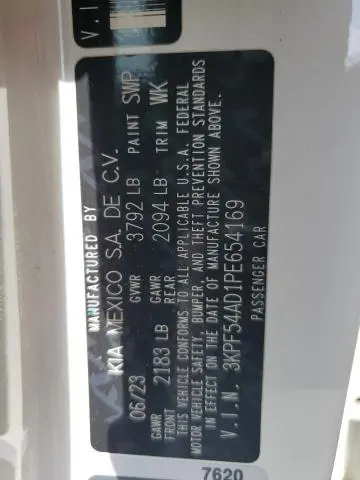 V.I
MANUFACTURED BY
KIA MEXICO S.A. DE C.V.
06/23 GVWR 3792 LB PAINT SWP
GAWR FRONT 2183 LB GAWR REAR 2094 LB TRIM WK
THIS VEHICLE CONFORMS TO ALL APPLICABLE U.S.A. FEDERAL
MOTOR VEHICLE SAFETY, BUMPER, AND THEFT PREVENTION STANDARDS
IN EFFECT ON THE DATE OF MANUFACTURE SHOWN ABOVE.
V.I.N. 3KPF54AD1PE654169
PASSENGER CAR
7620